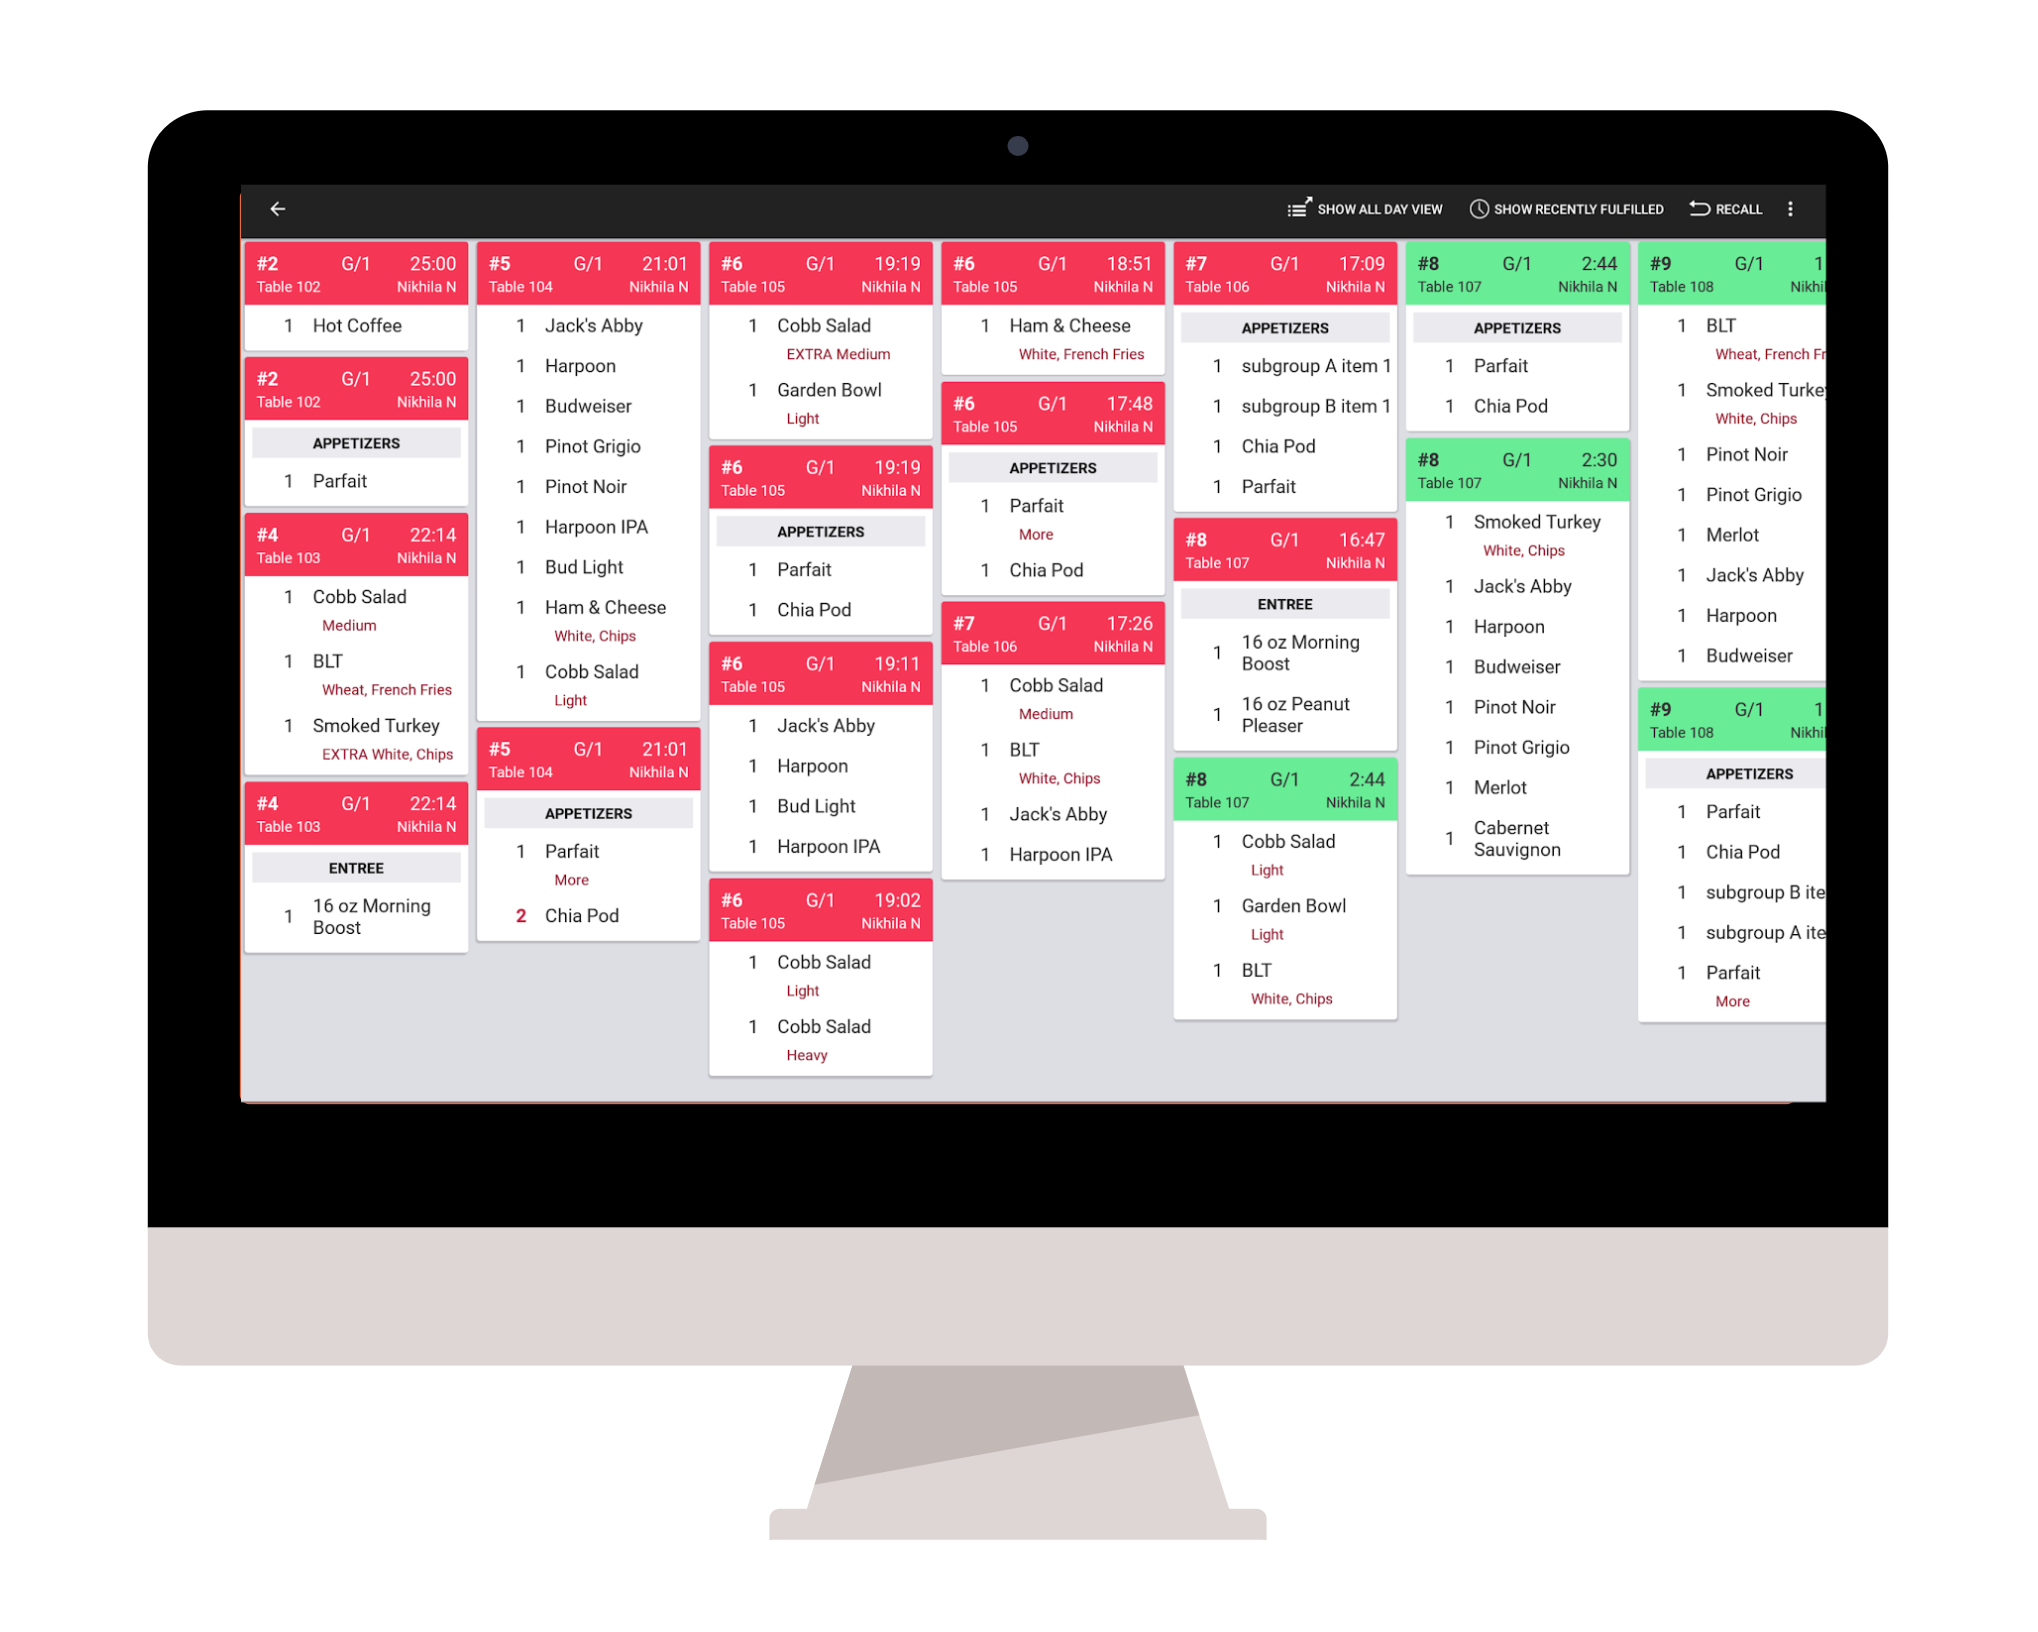 SHOW ALL DAY VIEW SHOW RECENTLY FULFILLED RECALL
#2 G/1 25:00
Table 102 Nikhila N
1 Hot Coffee
#2 G/1 25:00
Table 102 Nikhila N
APPETIZERS
1 Parfait
#4 G/1 22:14
Table 103 Nikhila N
1 Cobb Salad
Medium
1 BLT
Wheat, French Fries
1 Smoked Turkey
EXTRA White, Chips
#4 G/1 22:14
Table 103 Nikhila N
ENTREE
1 16 oz Morning
Boost
#5 G/1 21:01
Table 104 Nikhila N
1 Jack's Abby
1 Harpoon
1 Budweiser
1 Pinot Grigio
1 Pinot Noir
1 Harpoon IPA
1 Bud Light
1 Ham & Cheese
White, Chips
1 Cobb Salad
Light
#5 G/1 21:01
Table 104 Nikhila N
APPETIZERS
1 Parfait
More
2 Chia Pod
#6 G/1 19:19
Table 105 Nikhila N
1 Cobb Salad
EXTRA Medium
1 Garden Bowl
Light
#6 G/1 19:19
Table 105 Nikhila N
APPETIZERS
1 Parfait
1 Chia Pod
#6 G/1 19:11
Table 105 Nikhila N
1 Jack's Abby
1 Harpoon
1 Bud Light
1 Harpoon IPA
#6 G/1 19:02
Table 105 Nikhila N
1 Cobb Salad
Light
1 Cobb Salad
Heavy
#6 G/1 18:51
Table 105 Nikhila N
1 Ham & Cheese
White, French Fries
#6 G/1 17:48
Table 105 Nikhila N
APPETIZERS
1 Parfait
More
1 Chia Pod
#7 G/1 17:26
Table 106 Nikhila N
1 Cobb Salad
Medium
1 BLT
White, Chips
1 Jack's Abby
1 Harpoon IPA
#7 G/1 17:09
Table 106 Nikhila N
APPETIZERS
1 subgroup A item 1
1 subgroup B item 1
1 Chia Pod
1 Parfait
#8 G/1 16:47
Table 107 Nikhila N
ENTREE
1 16 oz Morning
Boost
1 16 oz Peanut
Pleaser
#8 G/1 2:44
Table 107 Nikhila N
1 Cobb Salad
Light
1 Garden Bowl
Light
1 BLT
White, Chips
#8 G/1 2:44
Table 107 Nikhila N
APPETIZERS
1 Parfait
1 Chia Pod
#8 G/1 2:30
Table 107 Nikhila N
1 Smoked Turkey
White, Chips
1 Jack's Abby
1 Harpoon
1 Budweiser
1 Pinot Noir
1 Pinot Grigio
1 Merlot
1 Cabernet
Sauvignon
#9 G/1 1
Table 108 Nikhil
1 BLT
Wheat, French Fr
1 Smoked Turkey
White, Chips
1 Pinot Noir
1 Pinot Grigio
1 Merlot
1 Jack's Abby
1 Harpoon
1 Budweiser
#9 G/1 1
Table 108 Nikhil
APPETIZERS
1 Parfait
1 Chia Pod
1 subgroup B ite
1 subgroup A ite
1 Parfait
More